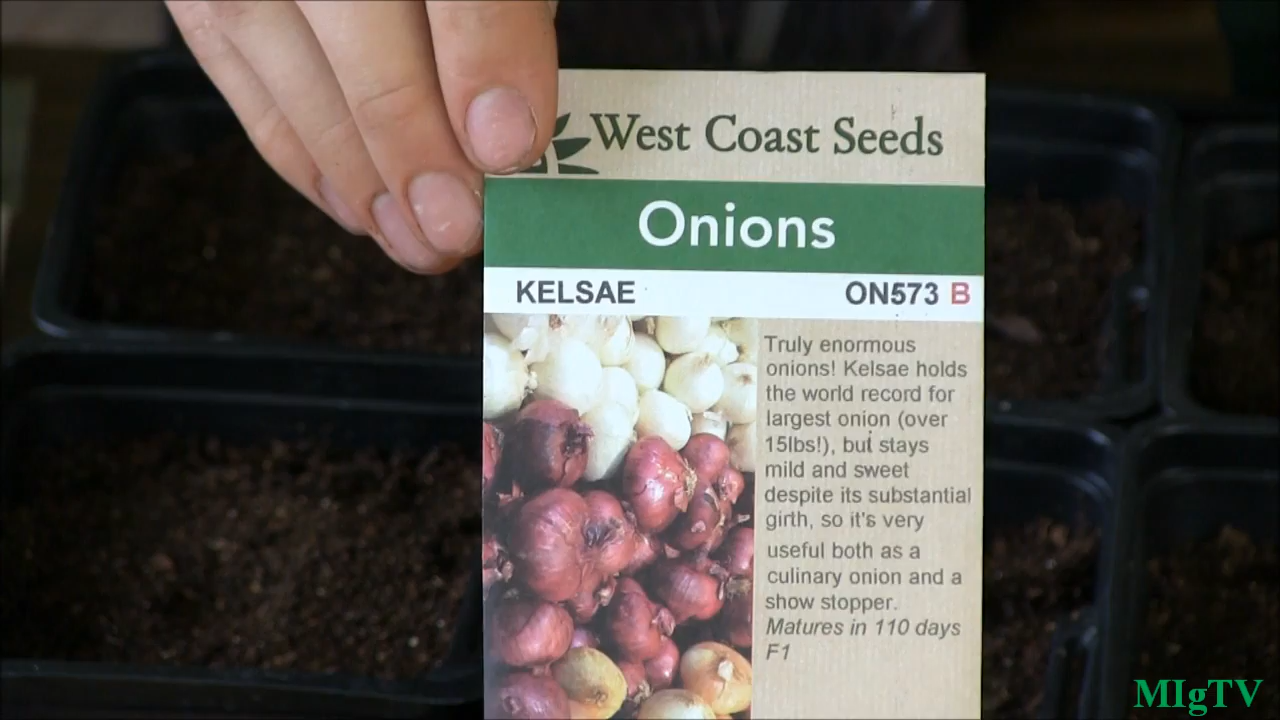 West Coast Seeds
Onions
KELSAE ON573 B
Truly enormous
onions! Kelsae holds
the world record for
largest onion (over
15lbs!), but stays
mild and sweet
despite its substantial
girth, so it's very
useful both as a
culinary onion and a
show stopper.
Matures in 110 days
F1
MIgTV